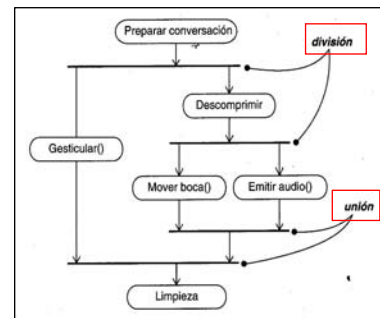 Preparar conversación
división
Descomprimir
Gesticular()
Mover boca()
Emitir audio()
unión
Limpieza